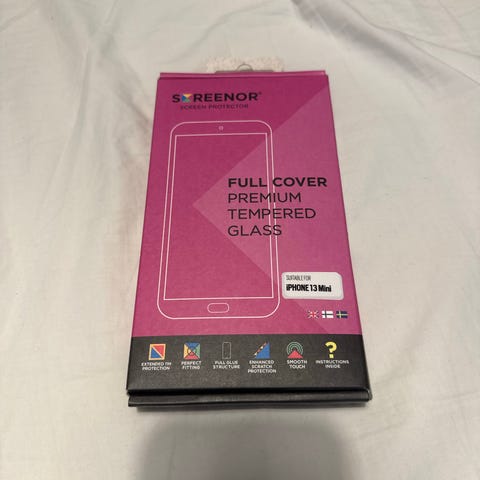 SCREENOR®
SCREEN PROTECTOR
FULL COVER
PREMIUM
TEMPERED
GLASS
SUITABLE FOR
iPHONE 13 Mini
EXTENDED 9H
PROTECTION
PERFECT
FITTING
FULL GLUE
STRUCTURE
ENHANCED
SCRATCH
PROTECTION
SMOOTH
TOUCH
?
INSTRUCTIONS
INSIDE